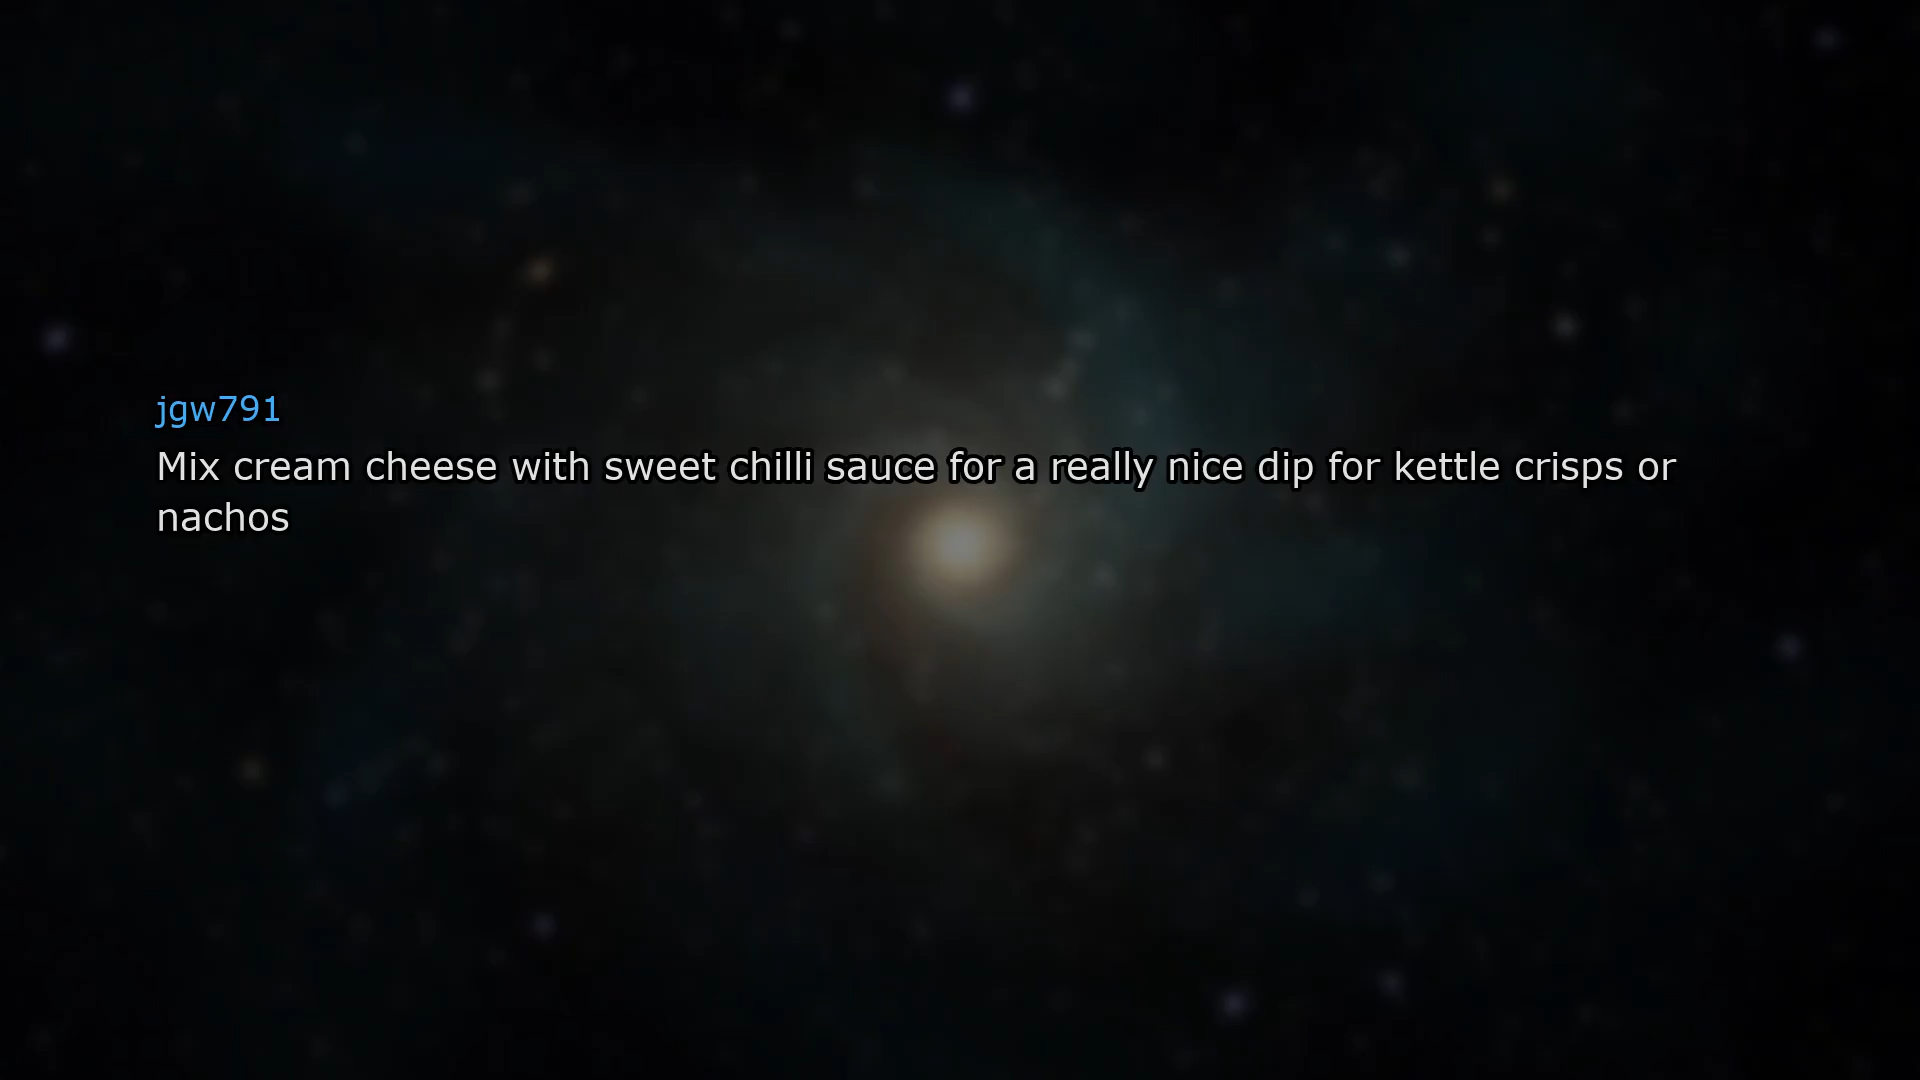 jgw791
Mix cream cheese with sweet chilli sauce for a really nice dip for kettle crisps or
nachos